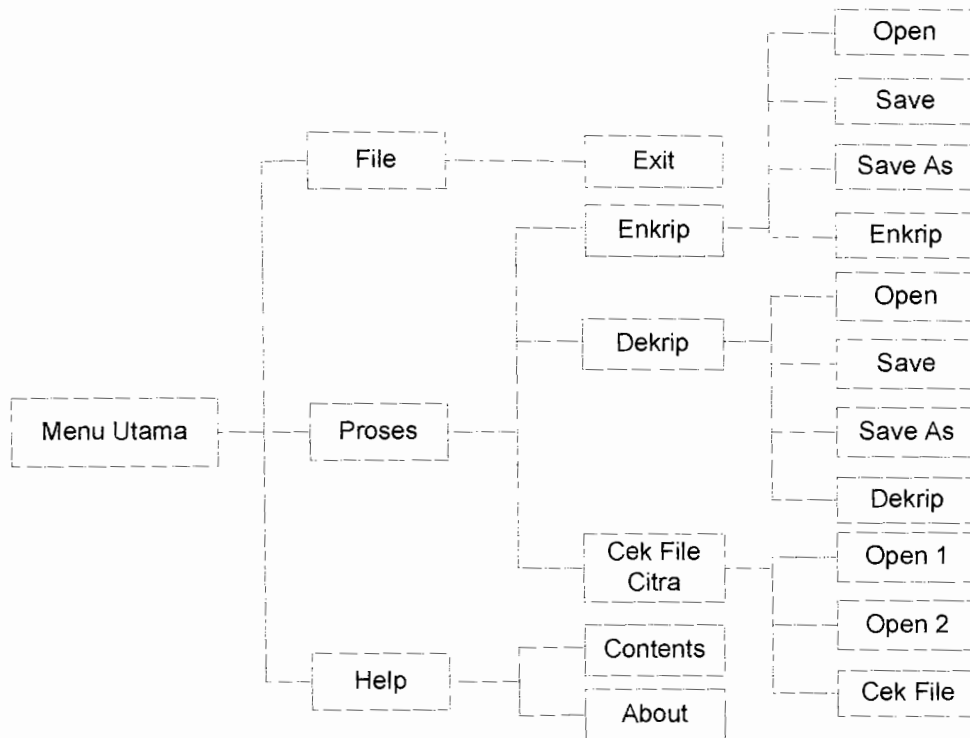 Open
Save
File
Exit
Save As
Enkrip
Enkrip
Open
Dekrip
Save
Menu Utama
Proses
Save As
Dekrip
Cek File
Citra
Open 1
Open 2
Contents
Help
Cek File
About